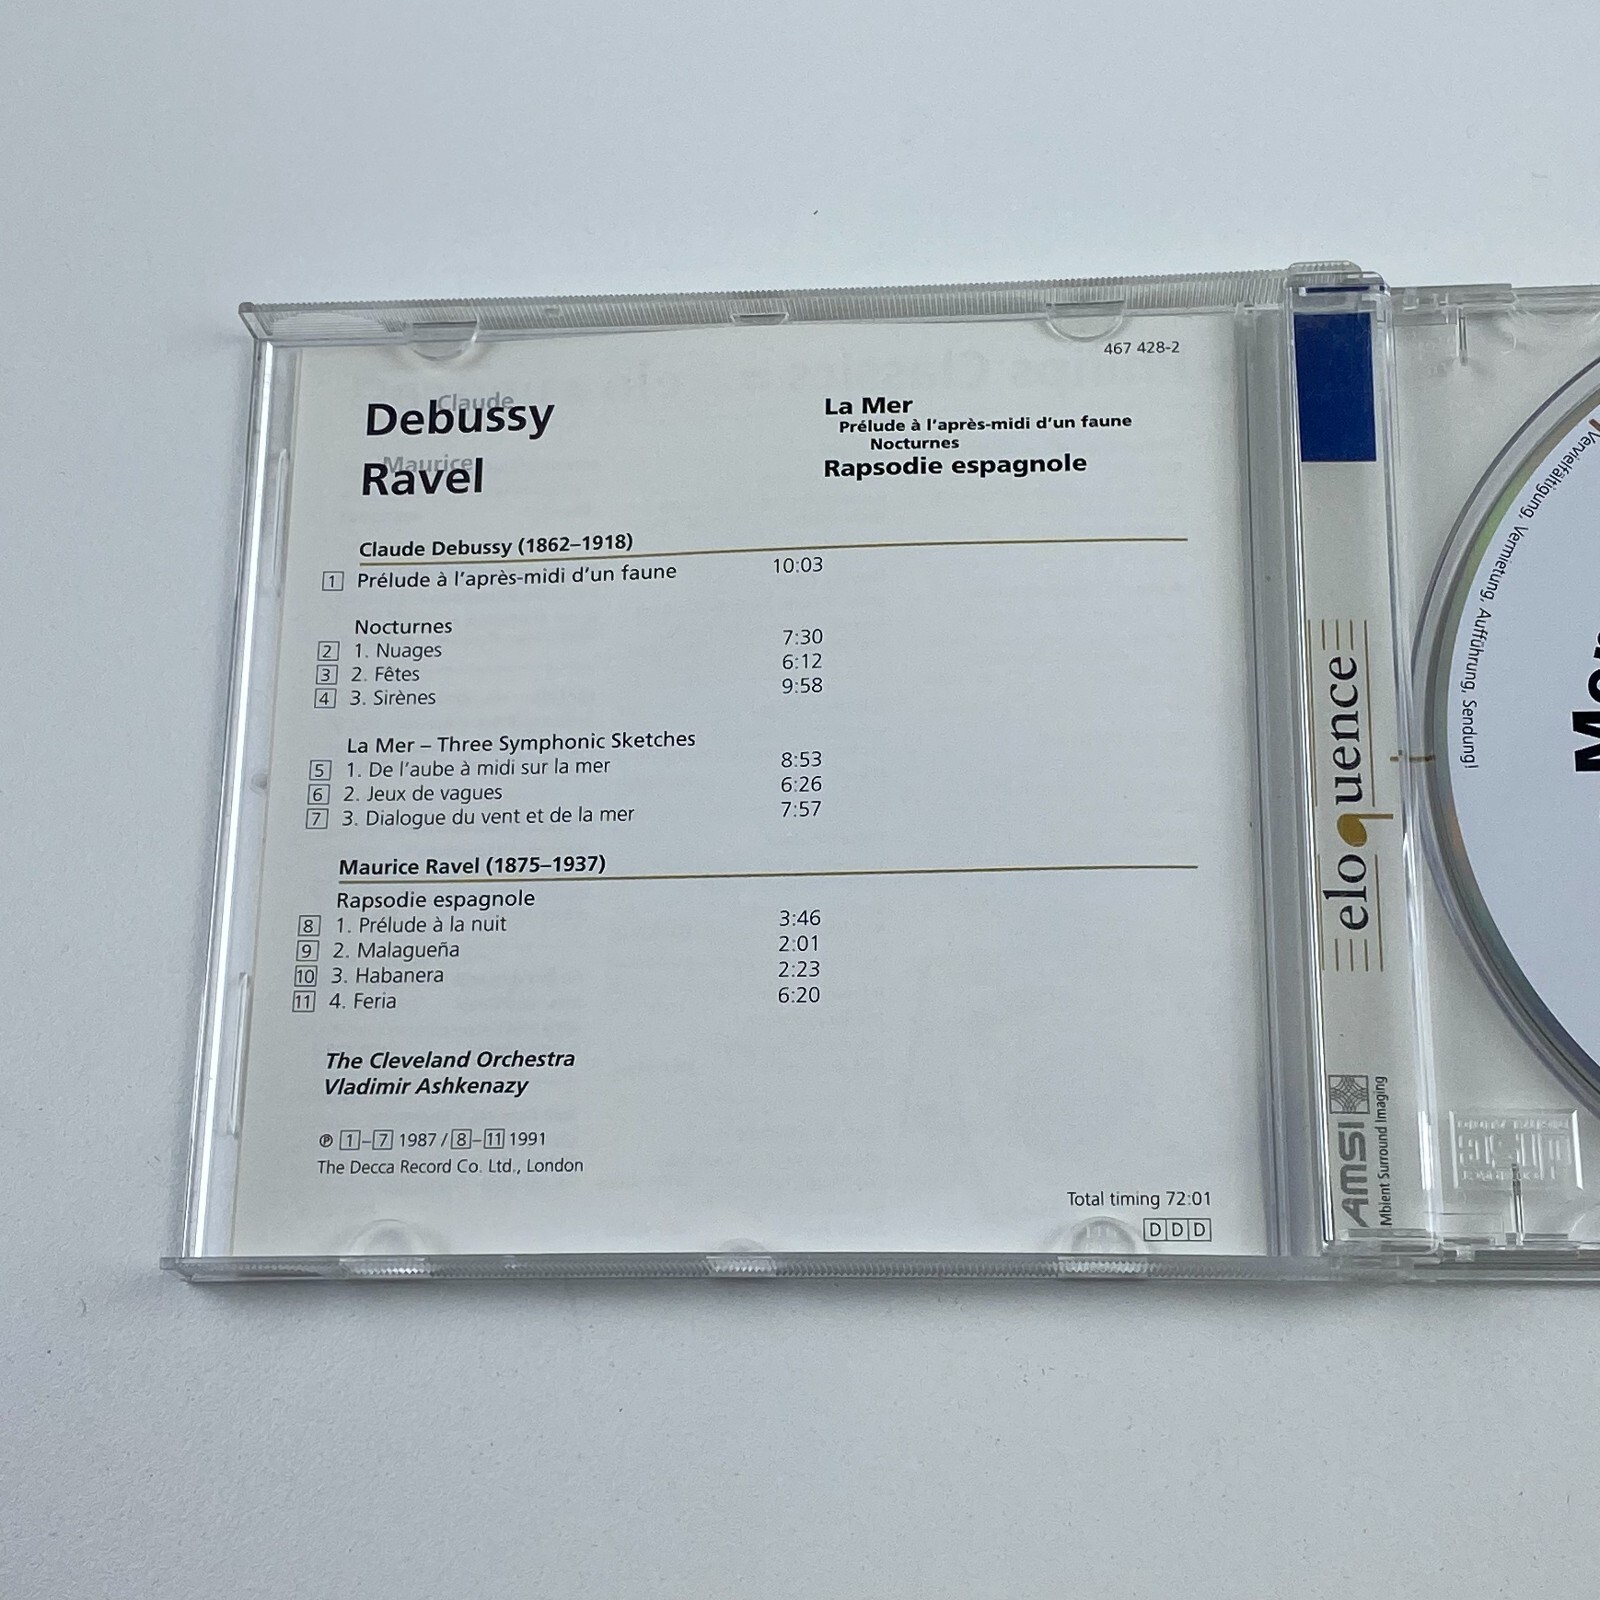 467 428-2
Claude
Debussy
Maurice
Ravel
La Mer
Prélude à l'après-midi d'un faune
Nocturnes
Rapsodie espagnole
Claude Debussy (1862–1918)
1 Prélude à l'après-midi d'un faune 10:03
Nocturnes
2 1. Nuages 7:30
3 2. Fêtes 6:12
4 3. Sirènes 9:58
La Mer – Three Symphonic Sketches
5 1. De l'aube à midi sur la mer 8:53
6 2. Jeux de vagues 6:26
7 3. Dialogue du vent et de la mer 7:57
Maurice Ravel (1875–1937)
Rapsodie espagnole
8 1. Prélude à la nuit 3:46
9 2. Malagueña 2:01
10 3. Habanera 2:23
11 4. Feria 6:20
The Cleveland Orchestra
Vladimir Ashkenazy
℗ 1–7 1987 / 8–11 1991
The Decca Record Co. Ltd., London
Total timing 72:01
DDD
eloquence
AMSI
Mbient Surround Imaging
Vervielfältigung, Vermietung, Aufführung, Sendung!